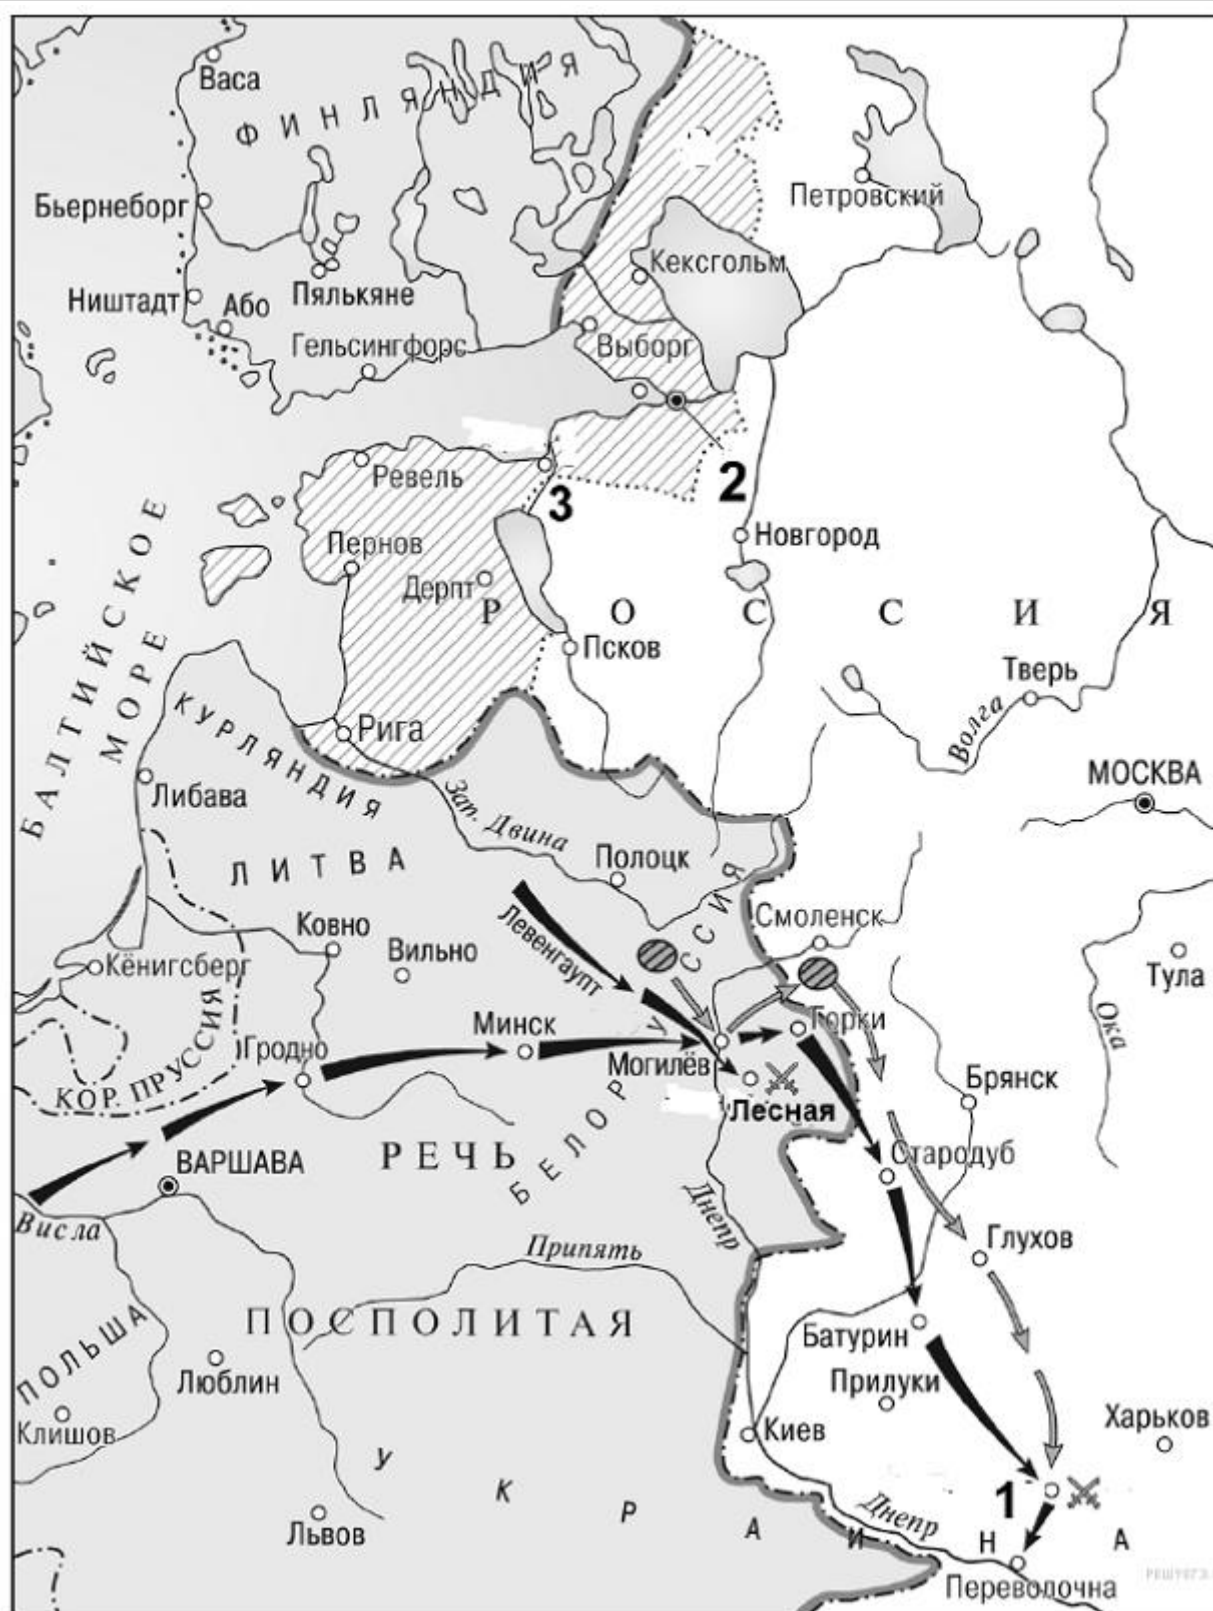 Васа
ФИНЛЯНДИЯ
Петровский
Бьернеборг
Кексгольм
Ништадт
Або
Пялькяне
Гельсингфорс
Выборг
2
Ревель
3
Новгород
Пернов
Дерпт
РОССИЯ
БАЛТИЙСКОЕ
МОРЕ
Псков
Тверь
Волга
КУРЛЯНДИЯ
Рига
МОСКВА
Либава
Зап. Двина
ЛИТВА
Полоцк
Смоленск
Ковно
Вильно
Левенгаупт
БЕЛОРУССИЯ
Кёнигсберг
Тула
Ока
Минск
Горки
Гродно
Могилёв
КОР. ПРУССИЯ
Брянск
Лесная
ВАРШАВА
РЕЧЬ
Стародуб
Висла
Днепр
Припять
Глухов
ПОСПОЛИТАЯ
ПОЛЬША
Батурин
Люблин
Прилуки
Клишов
Киев
Харьков
УКРАИНА
1
Львов
Днепр
Переволочна